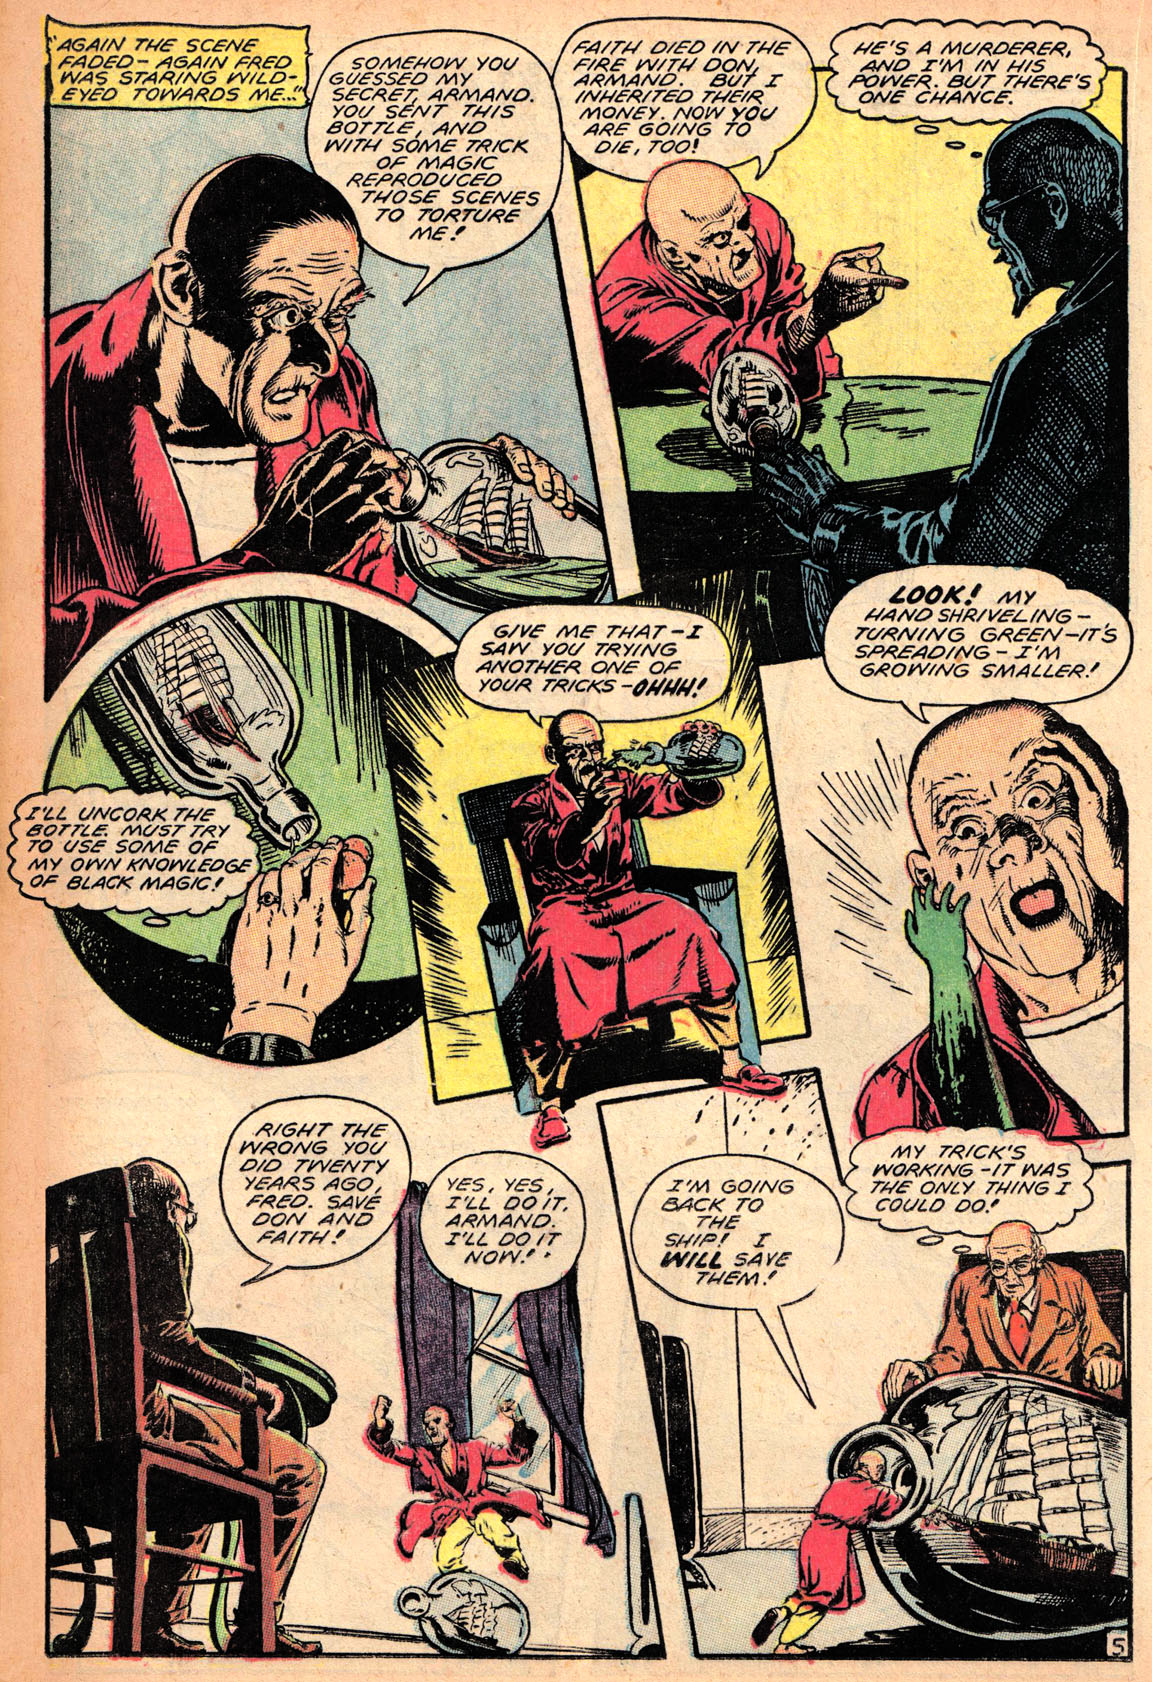 "AGAIN THE SCENE
FADED — AGAIN FRED
WAS STARING WILD-
EYED TOWARDS ME..."
SOMEHOW YOU
GUESSED MY
SECRET, ARMAND.
YOU SENT THIS
BOTTLE, AND
WITH SOME TRICK
OF MAGIC
REPRODUCED
THOSE SCENES
TO TORTURE
ME!
FAITH DIED IN THE
FIRE WITH DON,
ARMAND. BUT I
INHERITED THEIR
MONEY. NOW YOU
ARE GOING TO
DIE, TOO!
HE'S A MURDERER,
AND I'M IN HIS
POWER. BUT THERE'S
ONE CHANCE.
I'LL UNCORK THE
BOTTLE. MUST TRY
TO USE SOME OF
MY OWN KNOWLEDGE
OF BLACK MAGIC!
GIVE ME THAT — I
SAW YOU TRYING
ANOTHER ONE OF
YOUR TRICKS — OHHH!
LOOK! MY
HAND SHRIVELING —
TURNING GREEN — IT'S
SPREADING — I'M
GROWING SMALLER!
RIGHT THE
WRONG YOU
DID TWENTY
YEARS AGO,
FRED. SAVE
DON AND
FAITH!
YES, YES,
I'LL DO IT,
ARMAND.
I'LL DO IT
NOW!
I'M GOING
BACK TO
THE
SHIP! I
WILL SAVE
THEM!
MY TRICK'S
WORKING — IT WAS
THE ONLY THING I
COULD DO!
5